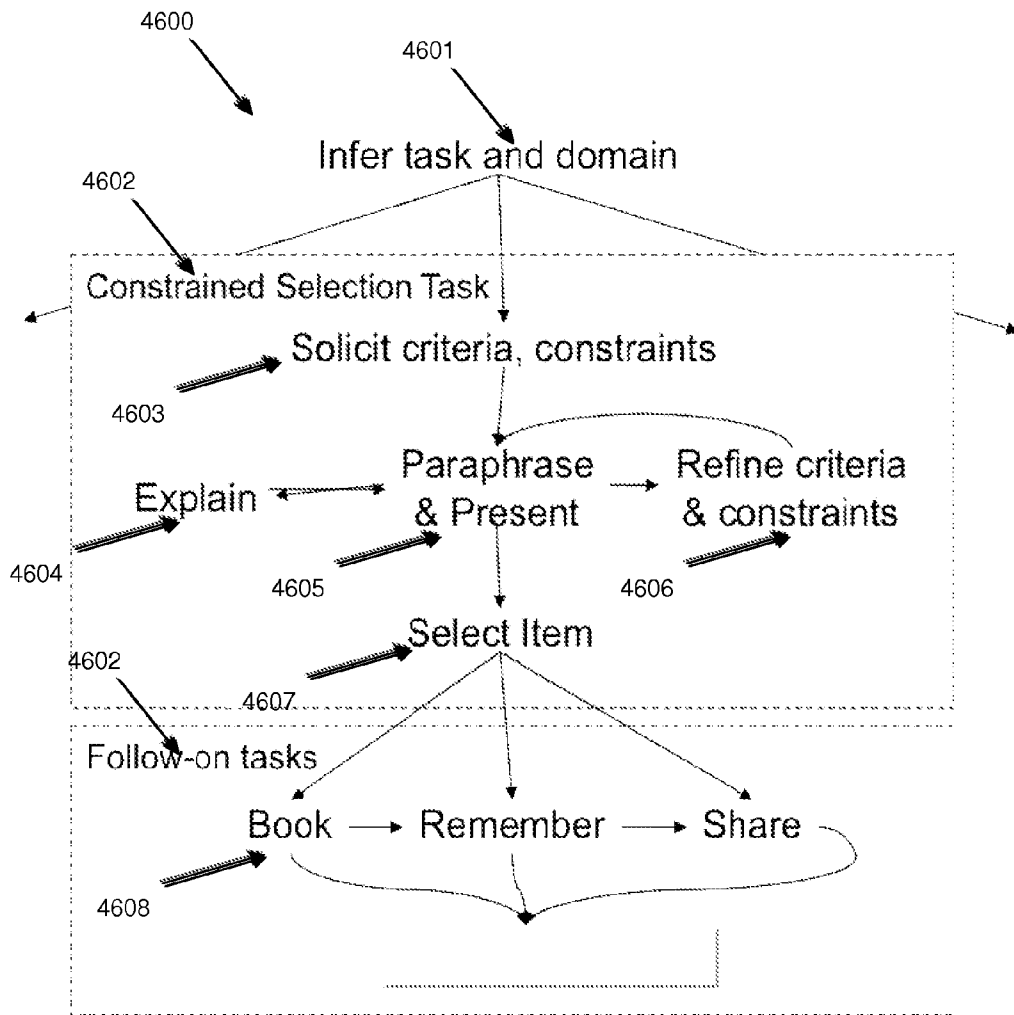 4600
4601
Infer task and domain
4602
Constrained Selection Task
Solicit criteria, constraints
4603
Paraphrase
& Present
Refine criteria
& constraints
Explain
4604
4605
4606
Select Item
4602
4607
Follow-on tasks
Book
Remember
Share
4608